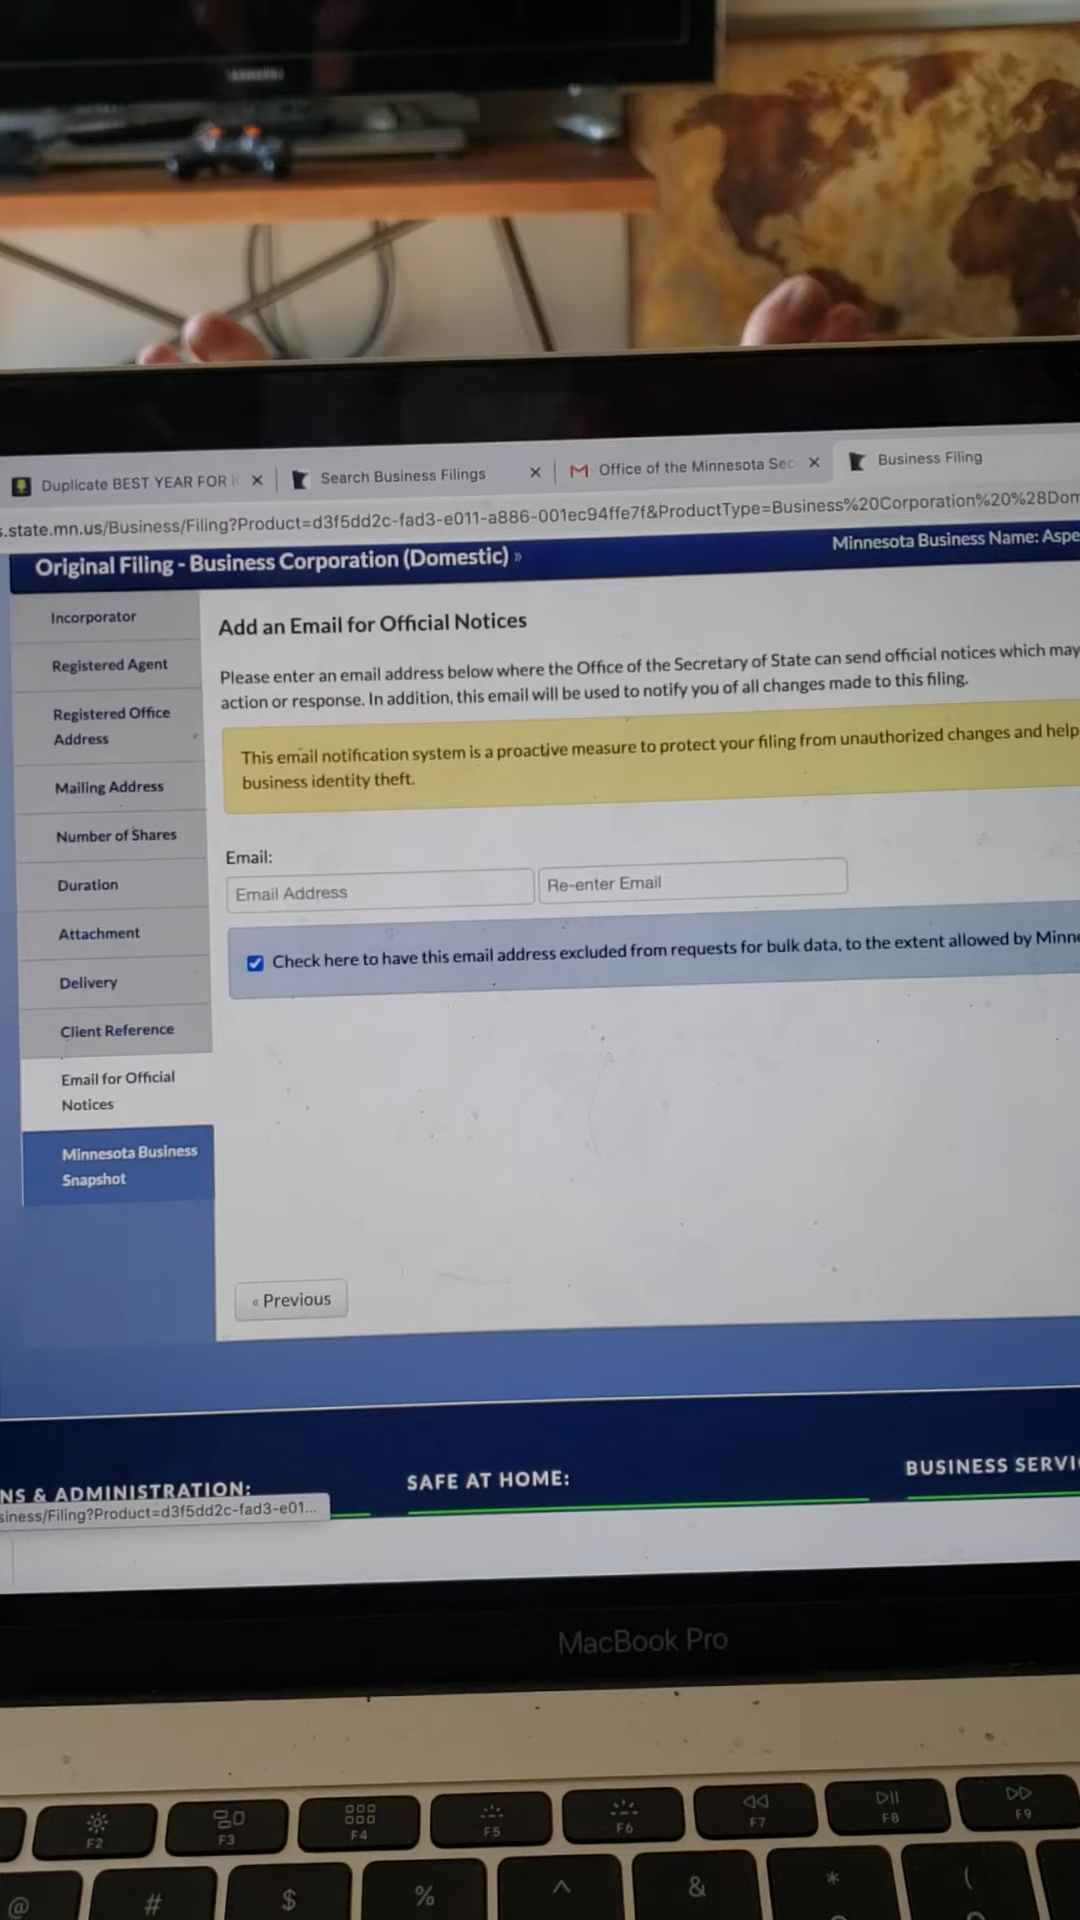 SAMSUNG
Duplicate BEST YEAR FOR
Search Business Filings
Office of the Minnesota Sec
Business Filing
s.state.mn.us/Business/Filing?Product=d3f5dd2c-fad3-e011-a886-001ec94ffe7f&ProductType=Business%20Corporation%20%28Dom
Original Filing - Business Corporation (Domestic) »
Minnesota Business Name: Aspe
Incorporator
Registered Agent
Registered Office
Address
Mailing Address
Number of Shares
Duration
Attachment
Delivery
Client Reference
Email for Official
Notices
Minnesota Business
Snapshot
Add an Email for Official Notices
Please enter an email address below where the Office of the Secretary of State can send official notices which may
action or response. In addition, this email will be used to notify you of all changes made to this filing.
This email notification system is a proactive measure to protect your filing from unauthorized changes and help
business identity theft.
Email:
Email Address
Re-enter Email
Check here to have this email address excluded from requests for bulk data, to the extent allowed by Minne
« Previous
NS & ADMINISTRATION:
SAFE AT HOME:
BUSINESS SERVI
siness/Filing?Product=d3f5dd2c-fad3-e01...
MacBook Pro
F2
F3
F4
F5
F6
F7
F8
F9
@
#
$
%
^
&
*
(